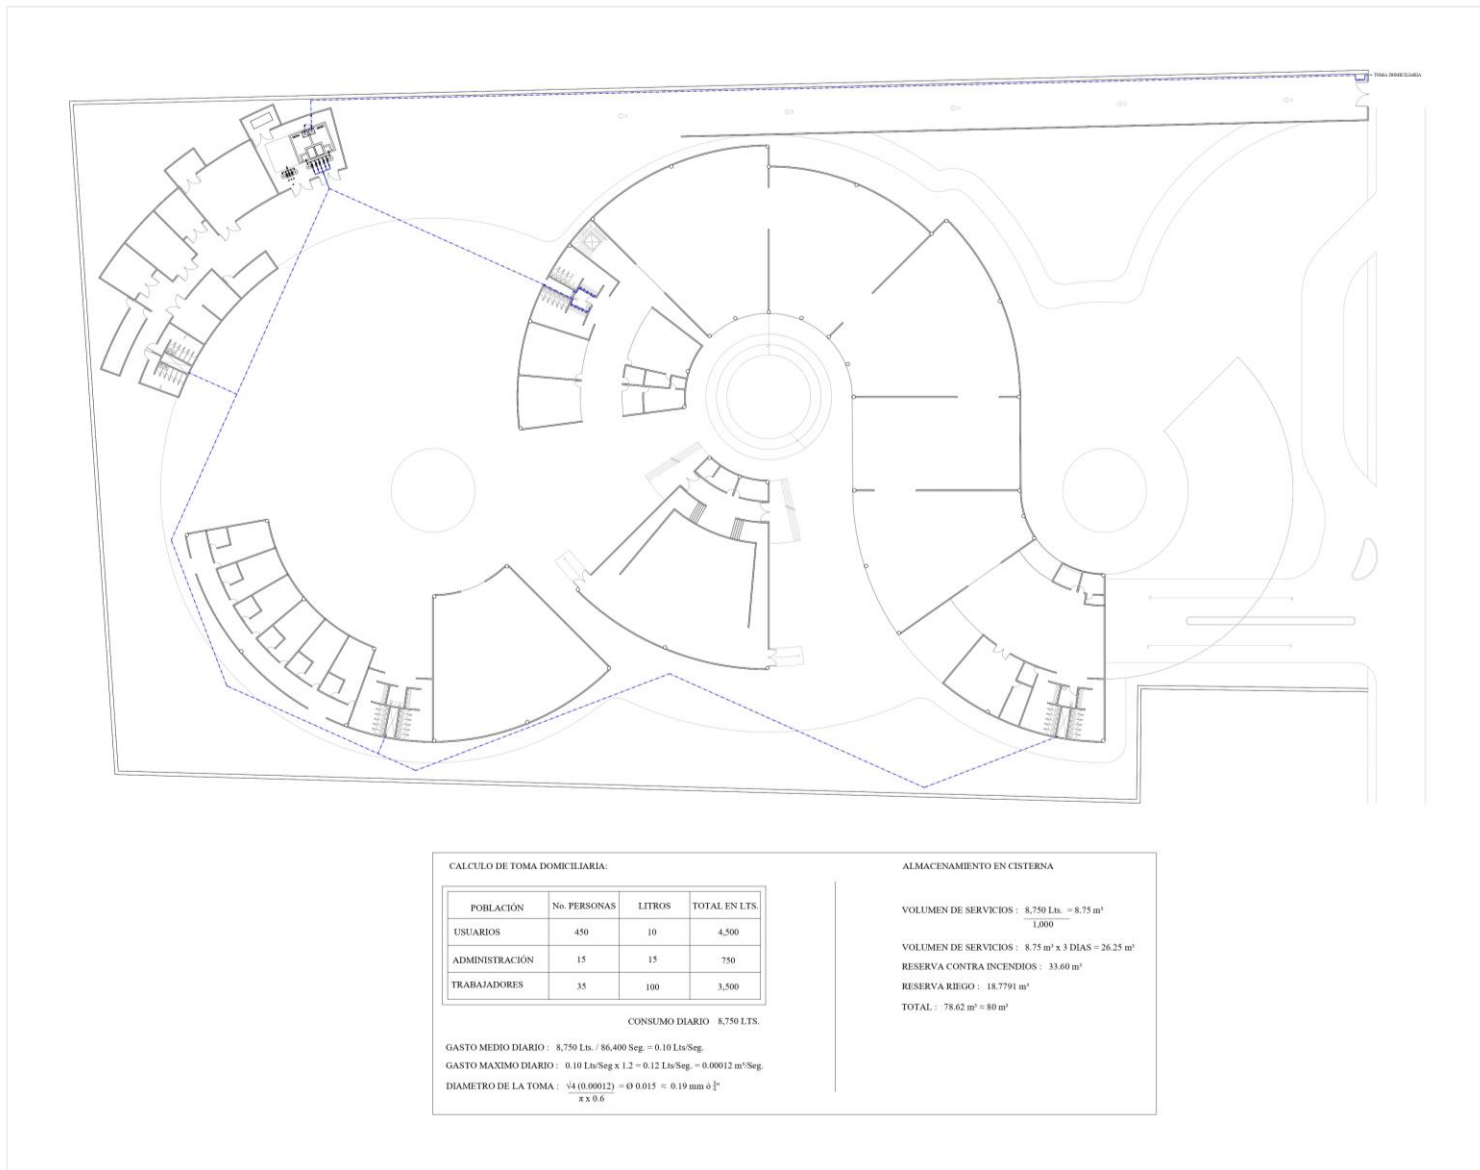 TOMA DOMICILIARIA
CALCULO DE TOMA DOMICILIARIA:
POBLACIÓN No. PERSONAS LITROS TOTAL EN LTS.
USUARIOS 450 10 4,500
ADMINISTRACIÓN 15 15 750
TRABAJADORES 35 100 3,500
CONSUMO DIARIO 8,750 LTS.
GASTO MEDIO DIARIO : 8,750 Lts. / 86,400 Seg. = 0.10 Lts/Seg.
GASTO MAXIMO DIARIO : 0.10 Lts/Seg x 1.2 = 0.12 Lts/Seg. = 0.00012 m³/Seg.
DIAMETRO DE LA TOMA : √4 (0.00012) = Ø 0.015 ≈ 0.19 mm ó ¾"
π x 0.6
ALMACENAMIENTO EN CISTERNA
VOLUMEN DE SERVICIOS : 8,750 Lts. = 8.75 m³
1,000
VOLUMEN DE SERVICIOS : 8.75 m³ x 3 DIAS = 26.25 m³
RESERVA CONTRA INCENDIOS : 33.60 m³
RESERVA RIEGO : 18.7791 m³
TOTAL : 78.62 m³ ≈ 80 m³